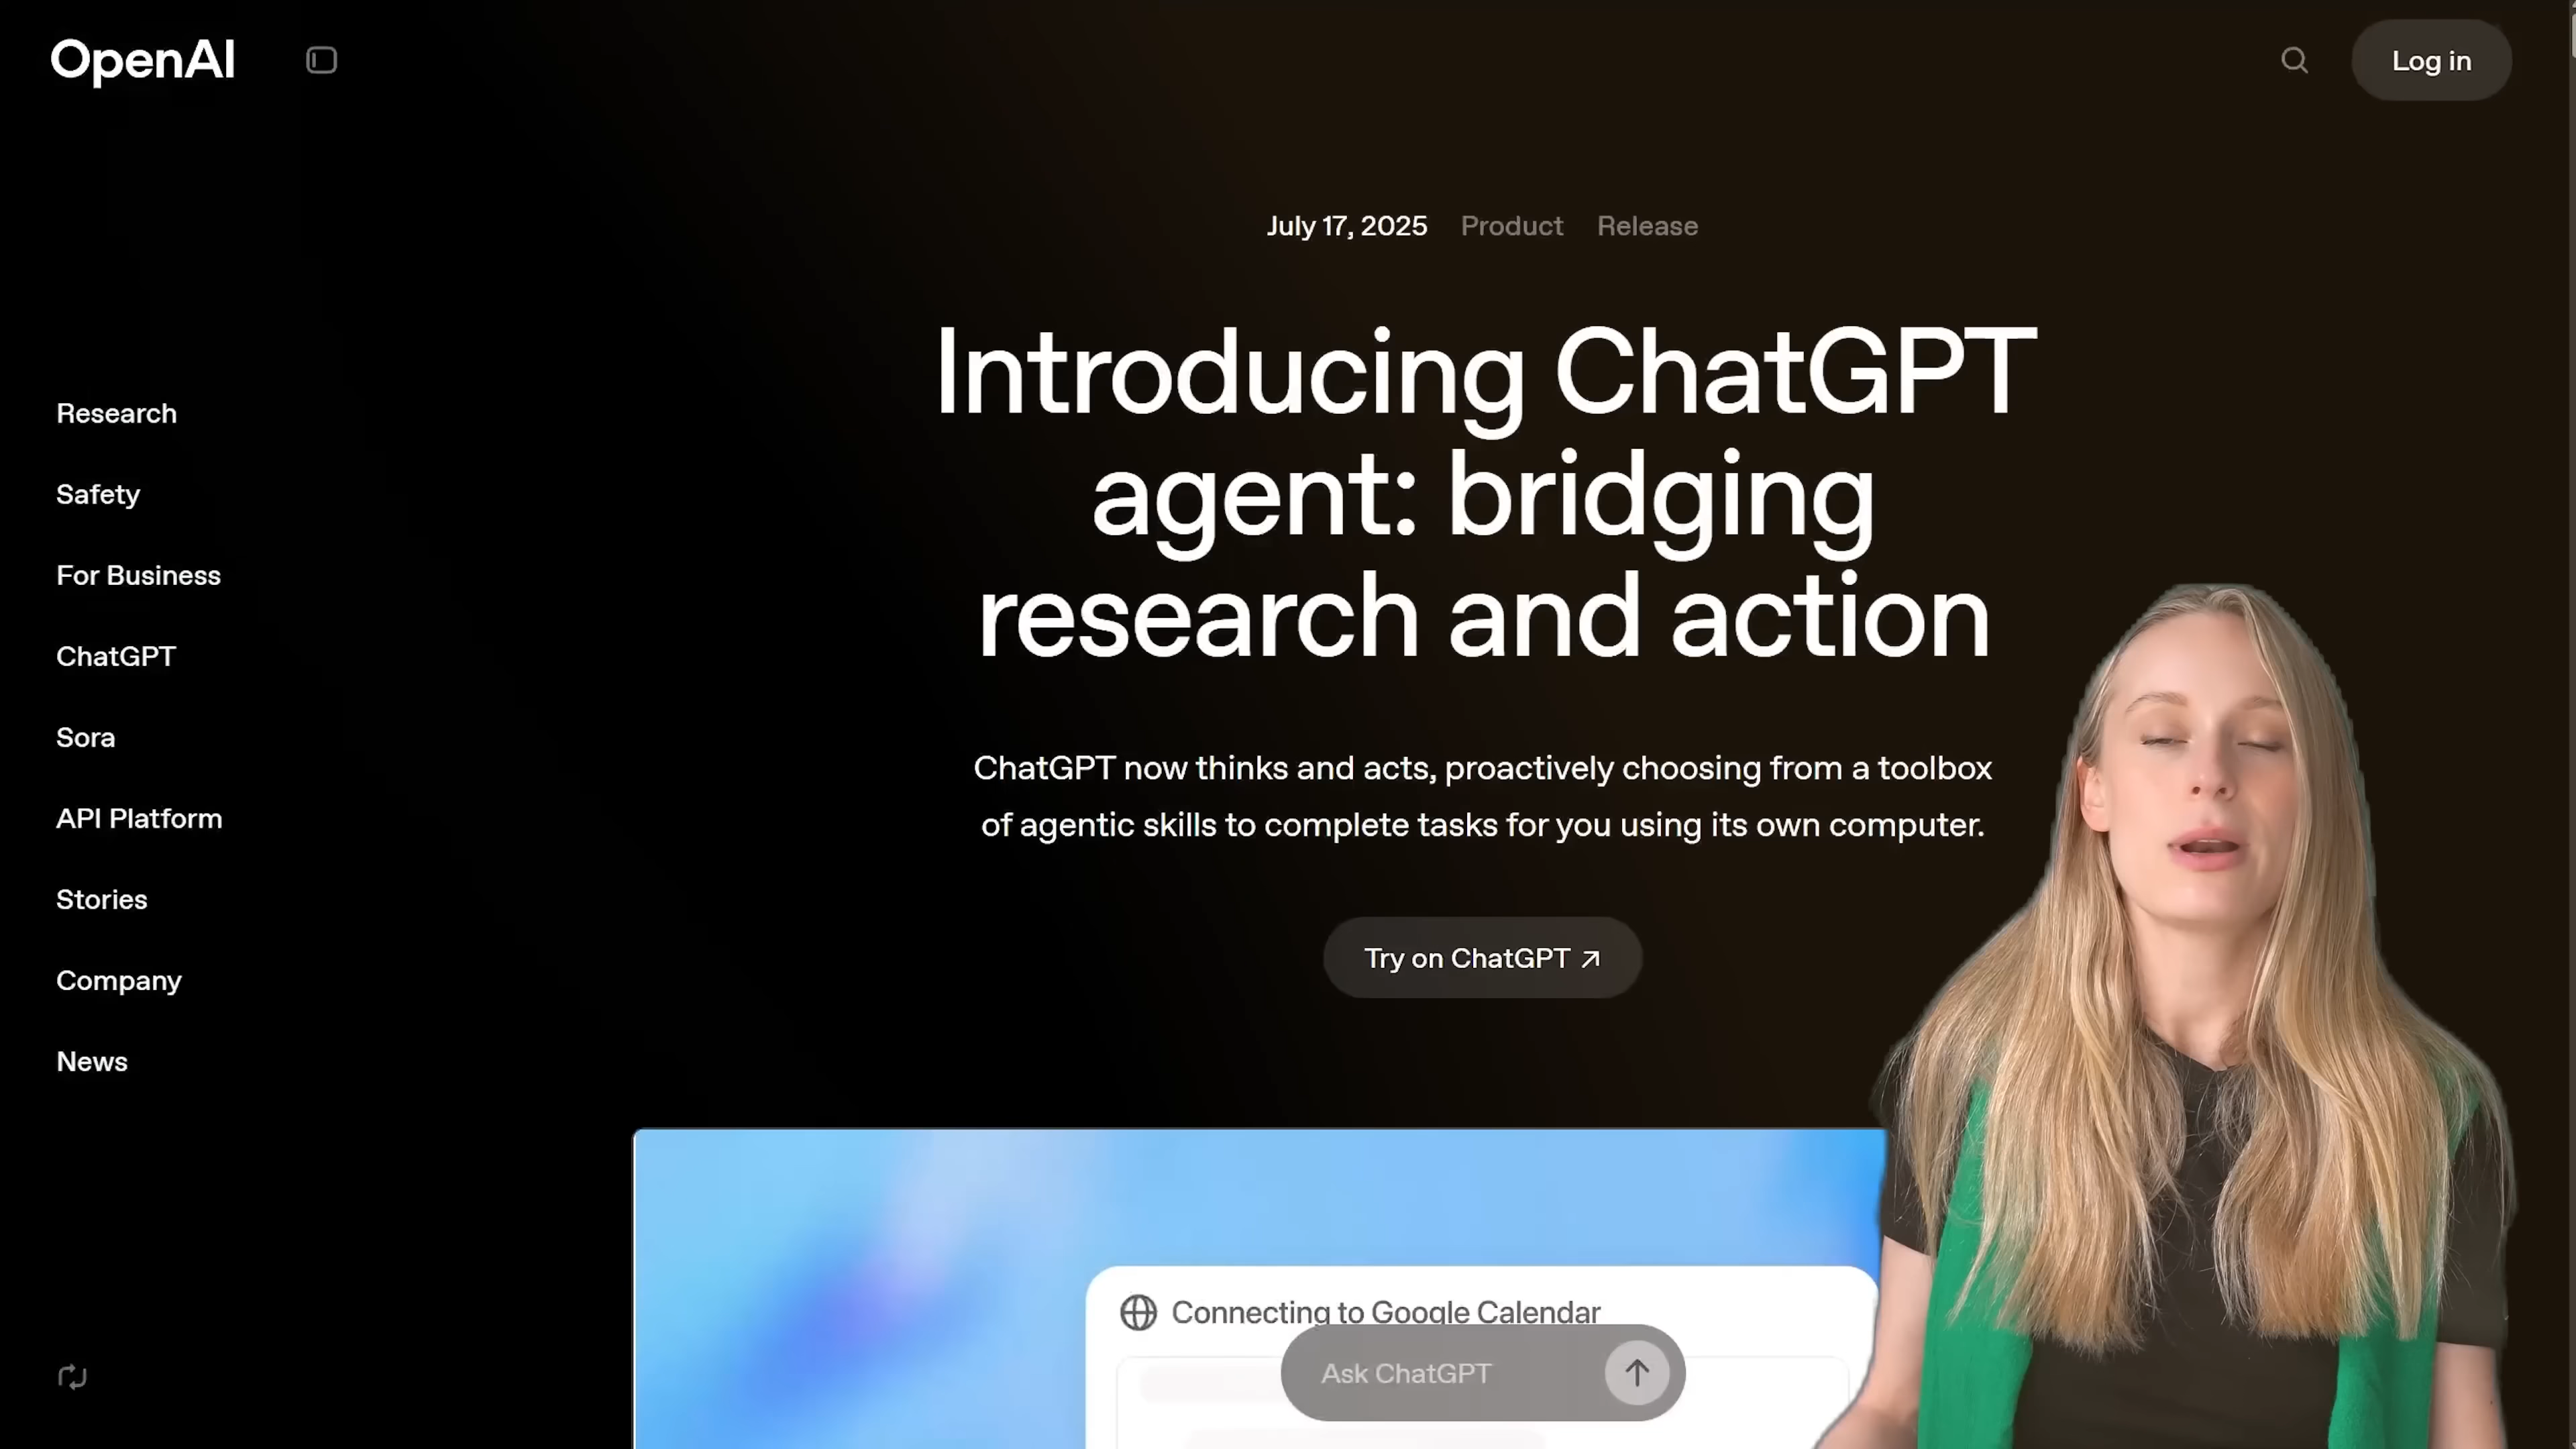 OpenAI
Log in
July 17, 2025 Product Release
Introducing ChatGPT
agent: bridging
research and action
ChatGPT now thinks and acts, proactively choosing from a toolbox
of agentic skills to complete tasks for you using its own computer.
Try on ChatGPT ↗
Research
Safety
For Business
ChatGPT
Sora
API Platform
Stories
Company
News
Connecting to Google Calendar
Ask ChatGPT